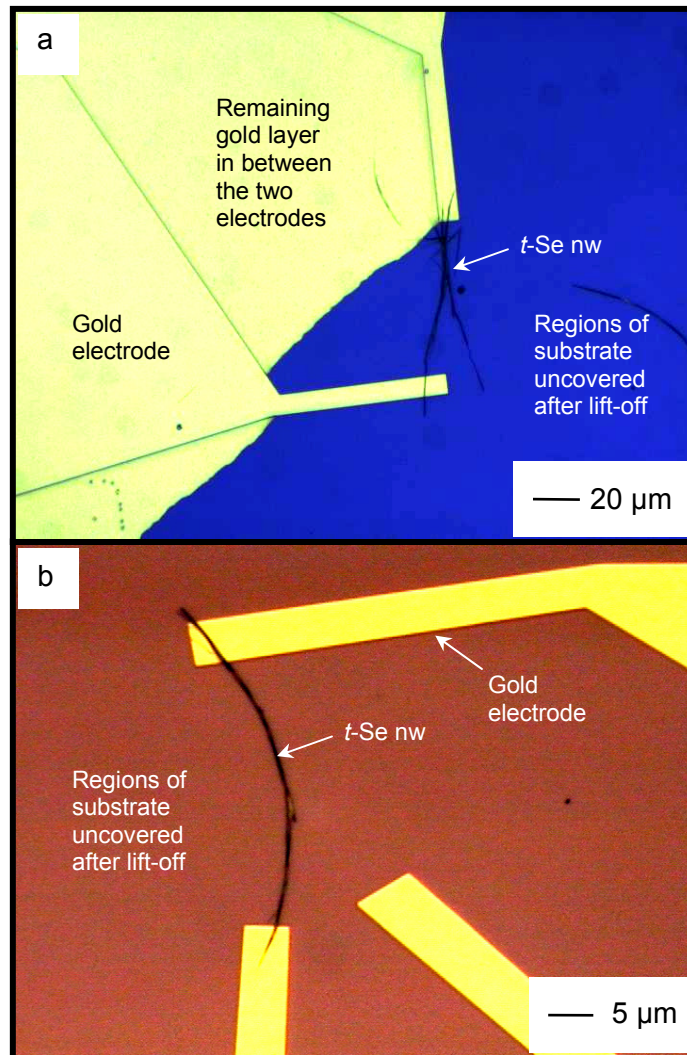 a
Remaining
gold layer
in between
the two
electrodes
t-Se nw
Gold
electrode
Regions of
substrate
uncovered
after lift-off
20 µm
b
Gold
electrode
t-Se nw
Regions of
substrate
uncovered
after lift-off
5 µm